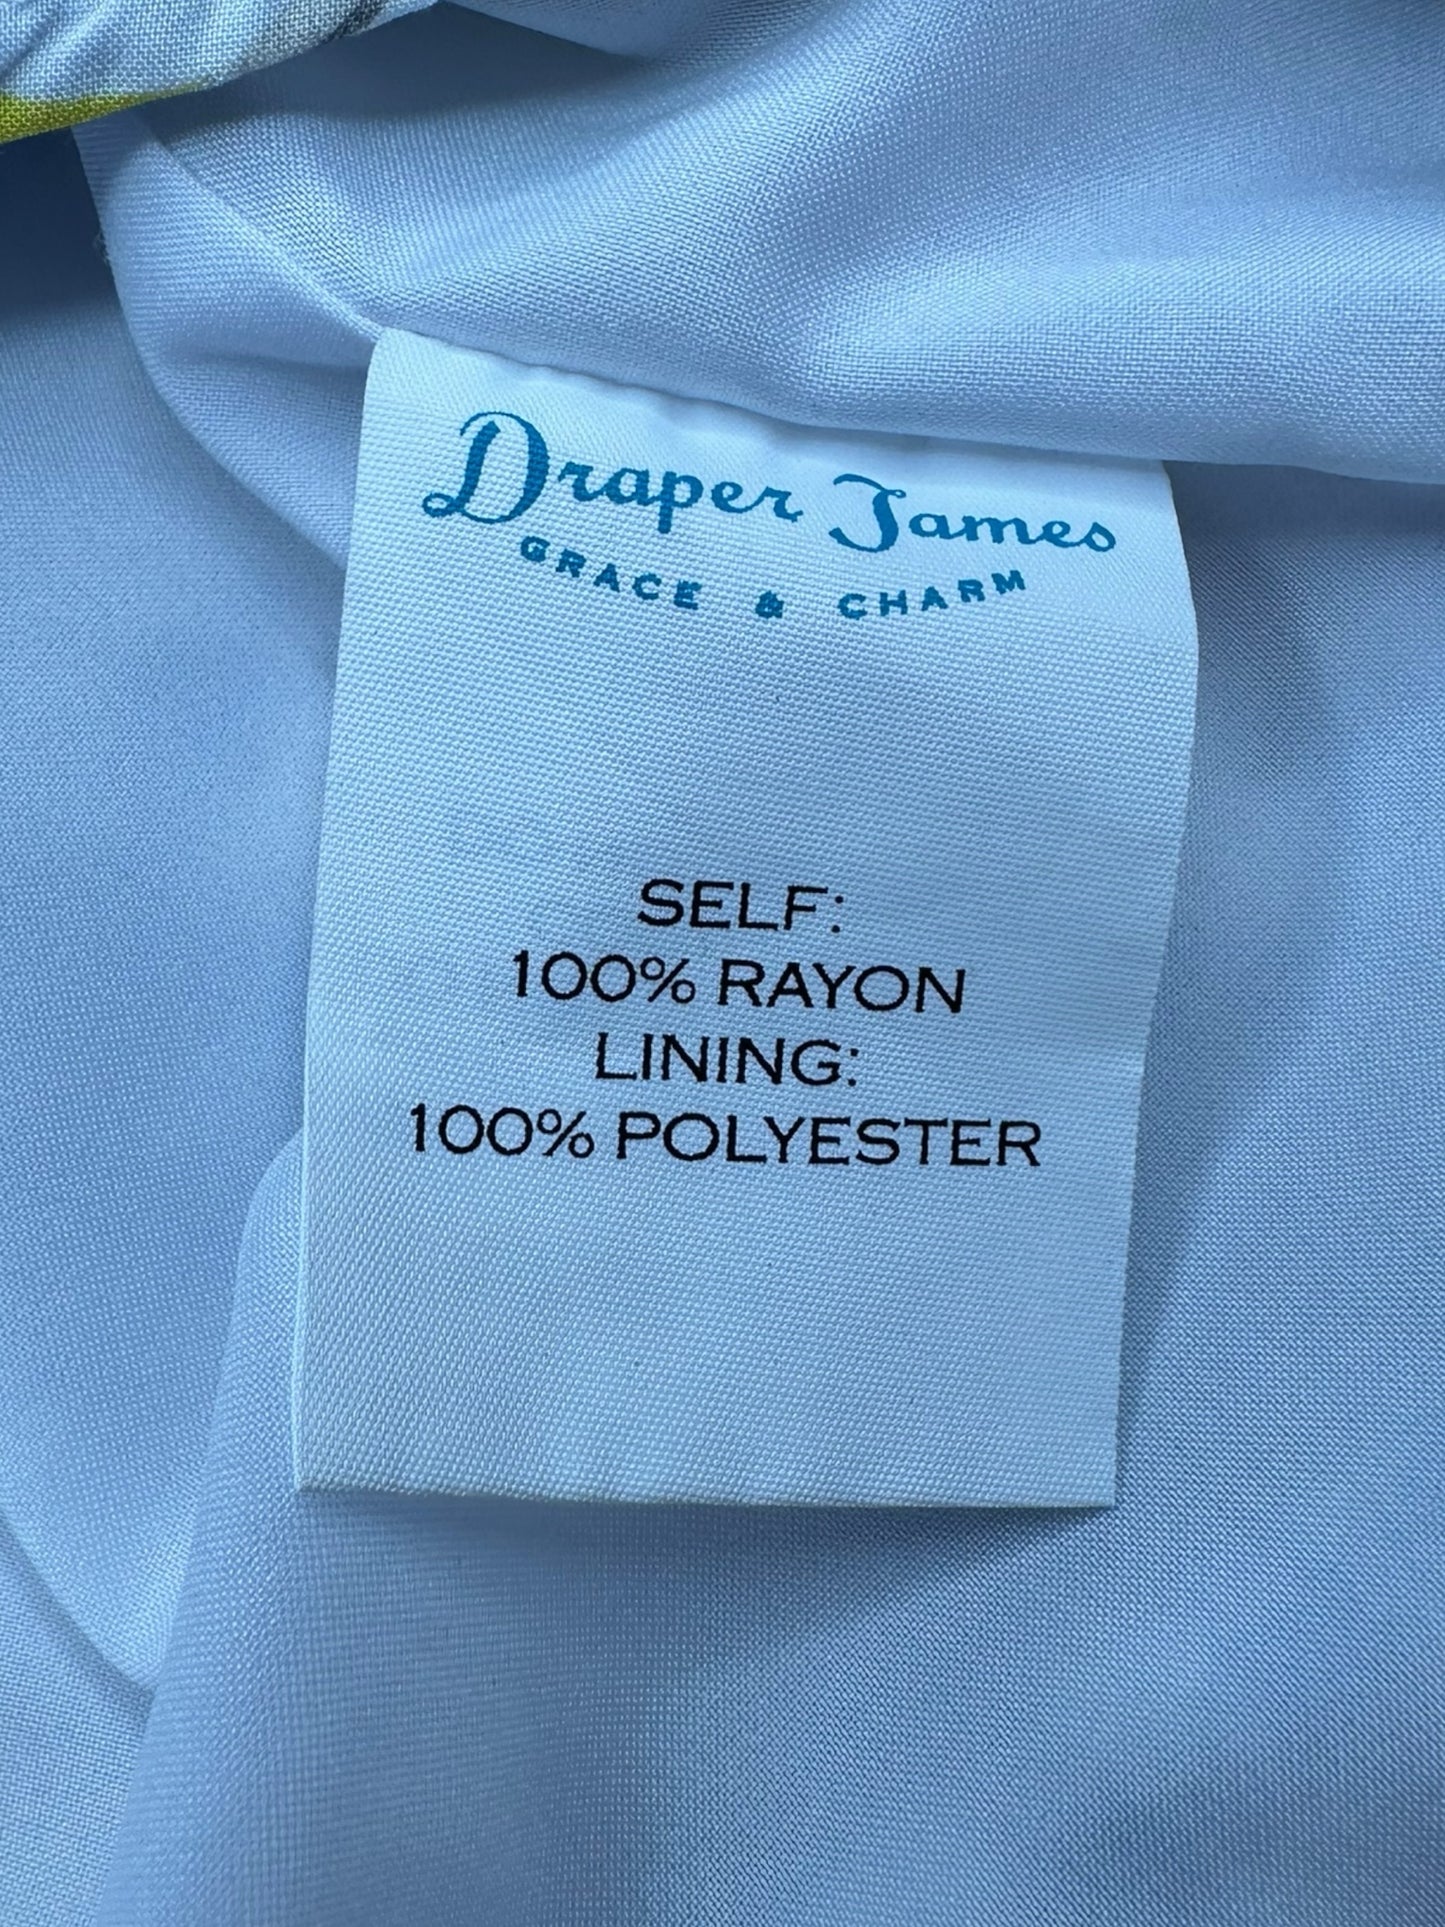 Draper James
GRACE & CHARM
SELF:
100% RAYON
LINING:
100% POLYESTER